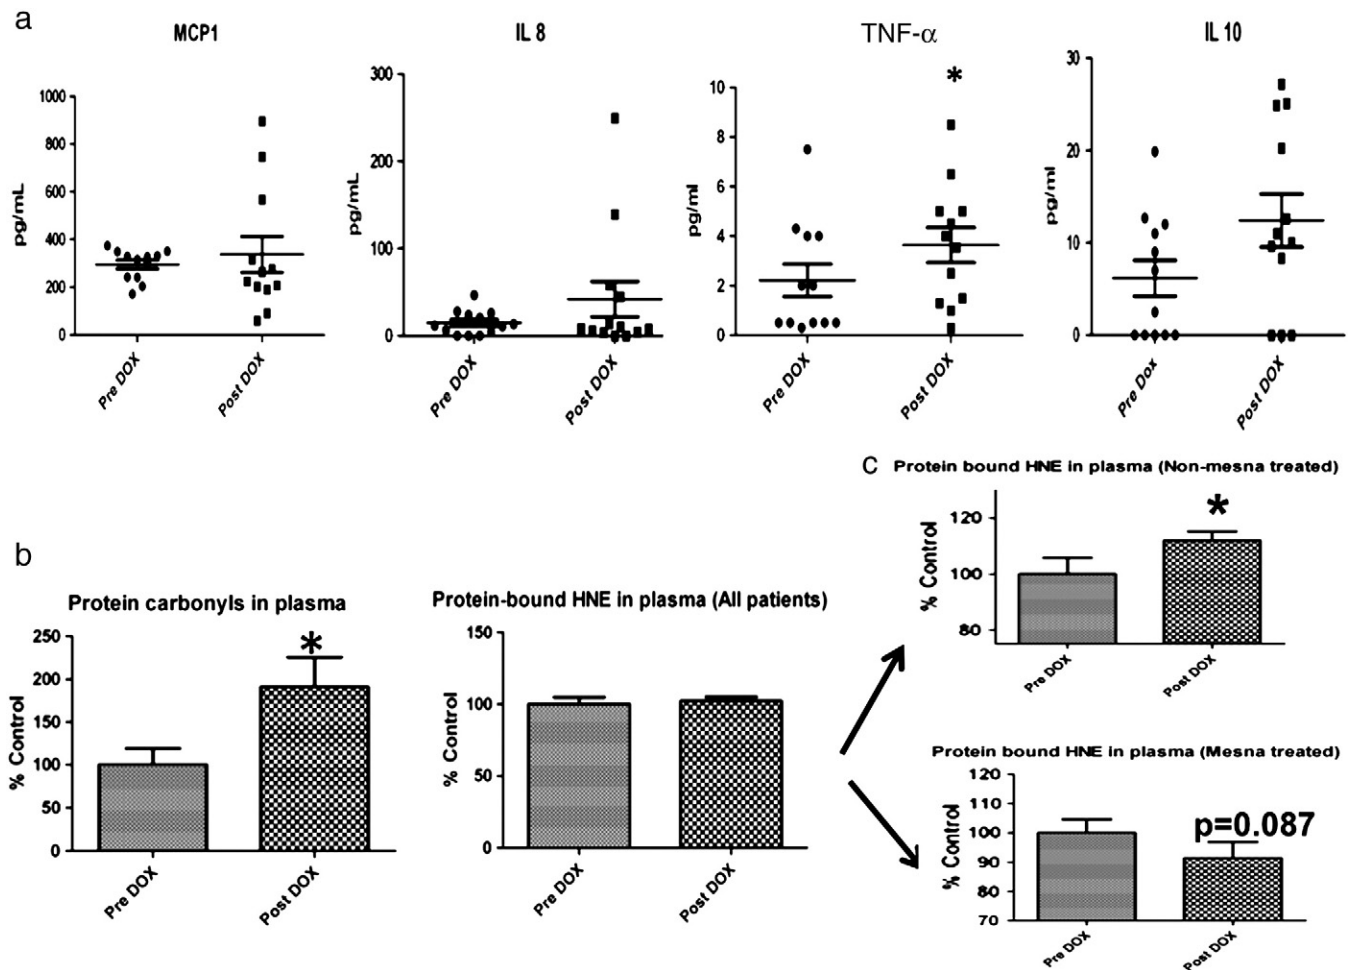 a
MCP1
pg/mL
1000
800
600
400
200
0
Pre DOX
Post DOX
IL 8
pg/mL
300
200
100
0
Pre DOX
Post DOX
TNF-α
*
pg/ml
10
8
6
4
2
0
Pre DOX
Post DOX
IL 10
pg/ml
30
20
10
0
Pre Dox
Post DOX
b
Protein carbonyls in plasma
*
% Control
250
200
150
100
50
0
Pre DOX
Post DOX
Protein-bound HNE in plasma (All patients)
% Control
150
100
50
0
Pre DOX
Post DOX
c
Protein bound HNE in plasma (Non-mesna treated)
*
% Control
120
100
80
Pre DOX
Post DOX
Protein bound HNE in plasma (Mesna treated)
p=0.087
% Control
120
110
100
90
80
70
Pre DOX
Post DOX